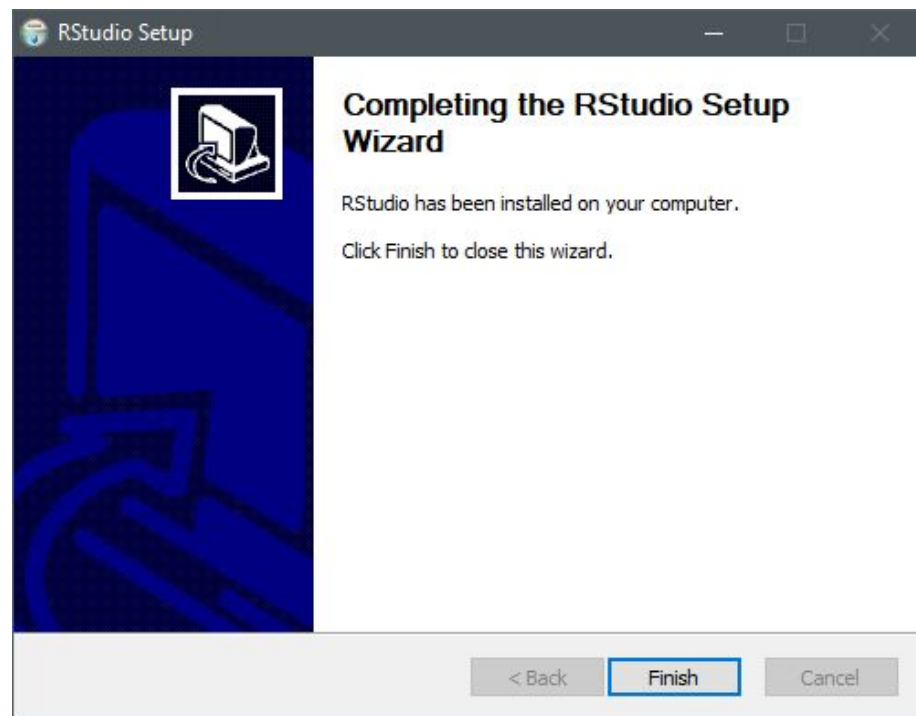 RStudio Setup
Completing the RStudio Setup
Wizard
RStudio has been installed on your computer.
Click Finish to close this wizard.
< Back Finish Cancel